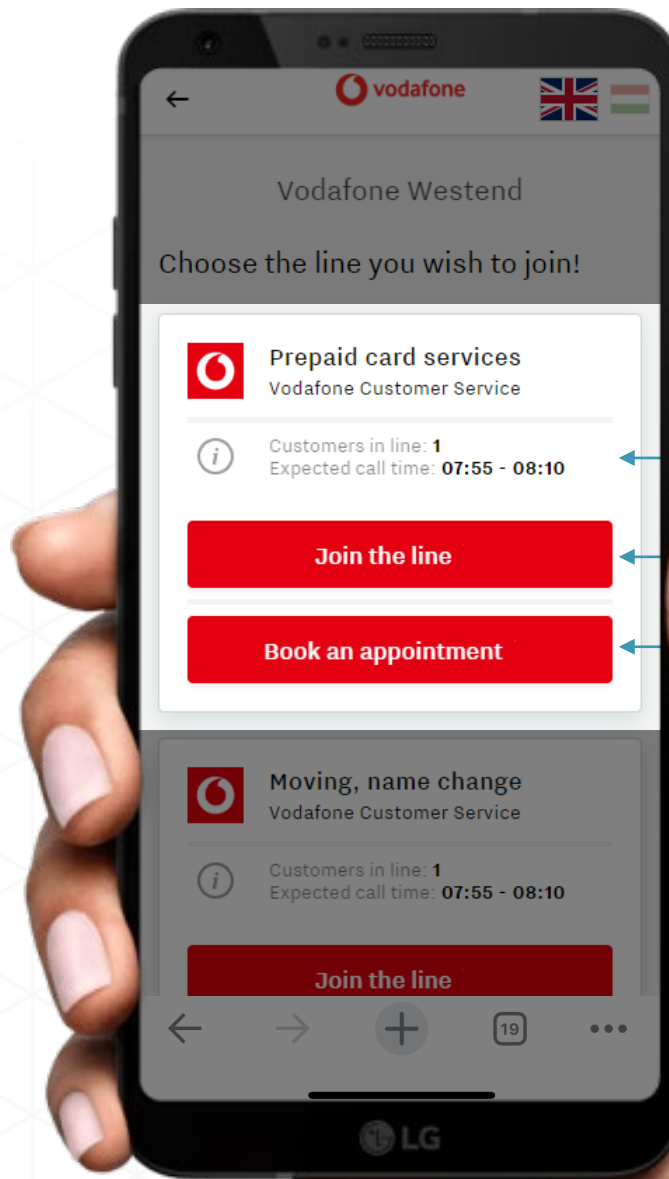 vodafone
Vodafone Westend
Choose the line you wish to join!
Prepaid card services
Vodafone Customer Service
Customers in line: 1
Expected call time: 07:55 - 08:10
Join the line
Book an appointment
Moving, name change
Vodafone Customer Service
Customers in line: 1
Expected call time: 07:55 - 08:10
Join the line
19
LG